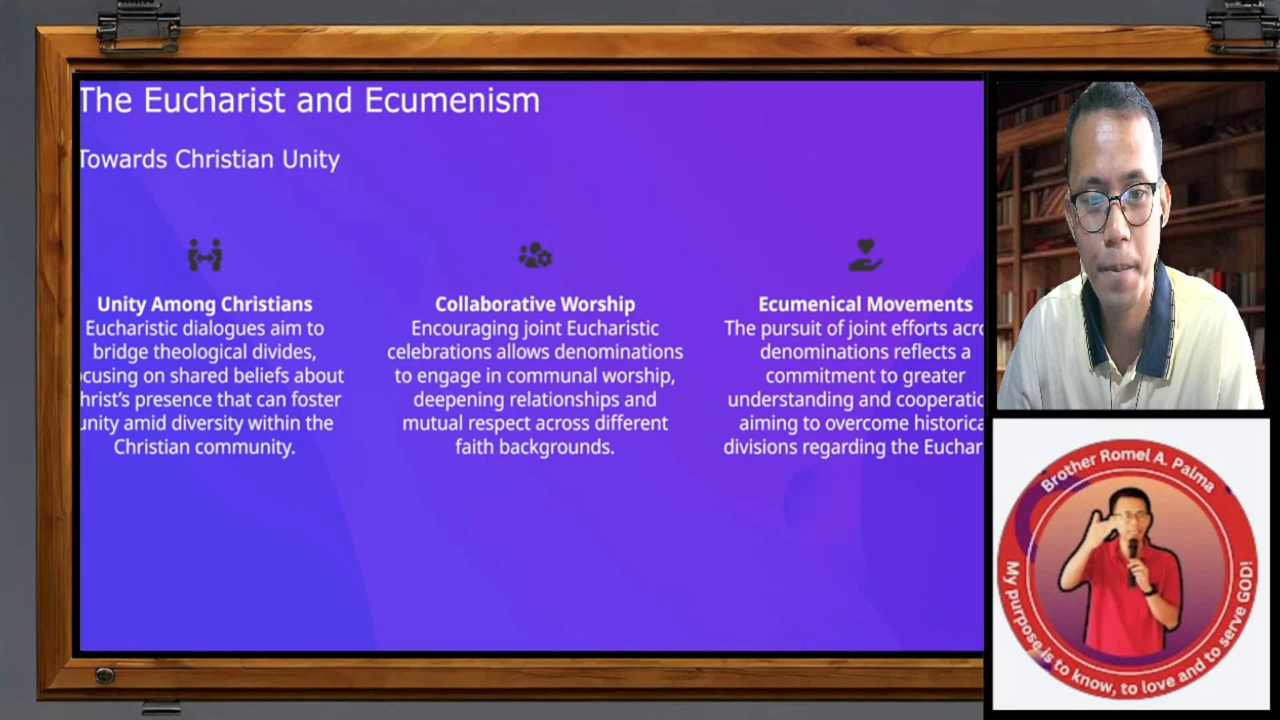 The Eucharist and Ecumenism
Towards Christian Unity
Unity Among Christians
Eucharistic dialogues aim to
bridge theological divides,
ocusing on shared beliefs about
hrist's presence that can foster
unity amid diversity within the
Christian community.
Collaborative Worship
Encouraging joint Eucharistic
celebrations allows denominations
to engage in communal worship,
deepening relationships and
mutual respect across different
faith backgrounds.
Ecumenical Movements
The pursuit of joint efforts acro
denominations reflects a
commitment to greater
understanding and cooperatio
aiming to overcome historica
divisions regarding the Euchar
Brother Romel A. Palma
My purpose is to know, to love and to serve GOD!